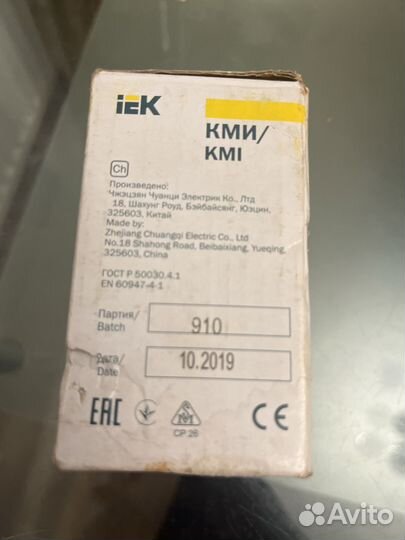 iEK
КМИ/
KMI
Ch
Произведено:
Чжэцзян Чуанци Электрик Ко., Лтд
18, Шахунг Роуд, Бэйбайсянг, Юэцин,
325603, Китай
Made by:
Zhejiang Chuangqi Electric Co., Ltd
No.18 Shahong Road, Beibaixiang, Yueqing,
325603, China
ГОСТ Р 50030.4.1
EN 60947-4-1
Партия/
Batch 910
Дата/
Date 10.2019
EAC
CE
CP 26
Avito